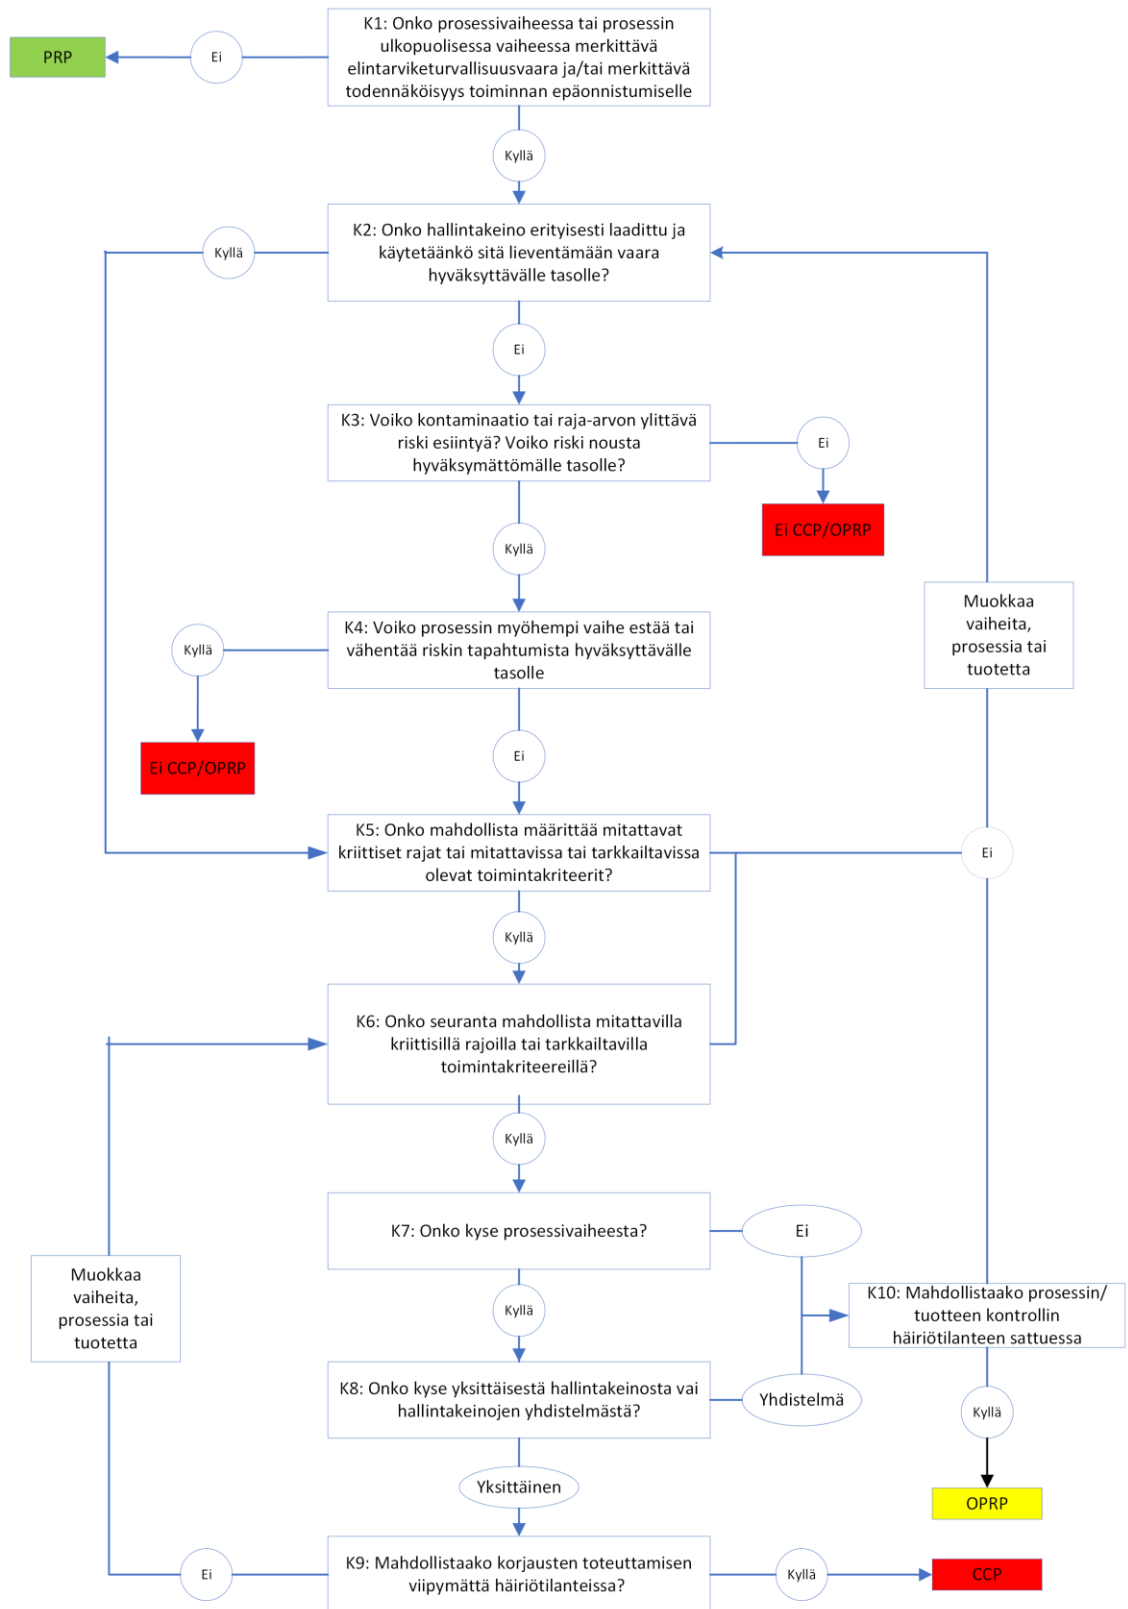 K1: Onko prosessivaiheessa tai prosessin
ulkopuolisessa vaiheessa merkittävä
elintarviketurvallisuusvaara ja/tai merkittävä
todennäköisyys toiminnan epäonnistumiselle
Ei
PRP
Kyllä
K2: Onko hallintakeino erityisesti laadittu ja
käytetäänkö sitä lieventämään vaara
hyväksyttävälle tasolle?
Kyllä
Ei
K3: Voiko kontaminaatio tai raja-arvon ylittävä
riski esiintyä? Voiko riski nousta
hyväksymättömälle tasolle?
Ei
Ei CCP/OPRP
Kyllä
Muokkaa
vaiheita,
prosessia tai
tuotetta
K4: Voiko prosessin myöhempi vaihe estää tai
vähentää riskin tapahtumista hyväksyttävälle
tasolle
Kyllä
Ei CCP/OPRP
Ei
K5: Onko mahdollista määrittää mitattavat
kriittiset rajat tai mitattavissa tai tarkkailtavissa
olevat toimintakriteerit?
Ei
Kyllä
K6: Onko seuranta mahdollista mitattavilla
kriittisillä rajoilla tai tarkkailtavilla
toimintakriteereillä?
Kyllä
K7: Onko kyse prosessivaiheesta?
Ei
Muokkaa
vaiheita,
prosessia tai
tuotetta
Kyllä
K10: Mahdollistaako prosessin/
tuotteen kontrollin
häiriötilanteen sattuessa
K8: Onko kyse yksittäisestä hallintakeinosta vai
hallintakeinojen yhdistelmästä?
Yhdistelmä
Kyllä
Yksittäinen
OPRP
K9: Mahdollistaako korjausten toteuttamisen
viipymättä häiriötilanteissa?
Ei
Kyllä
CCP